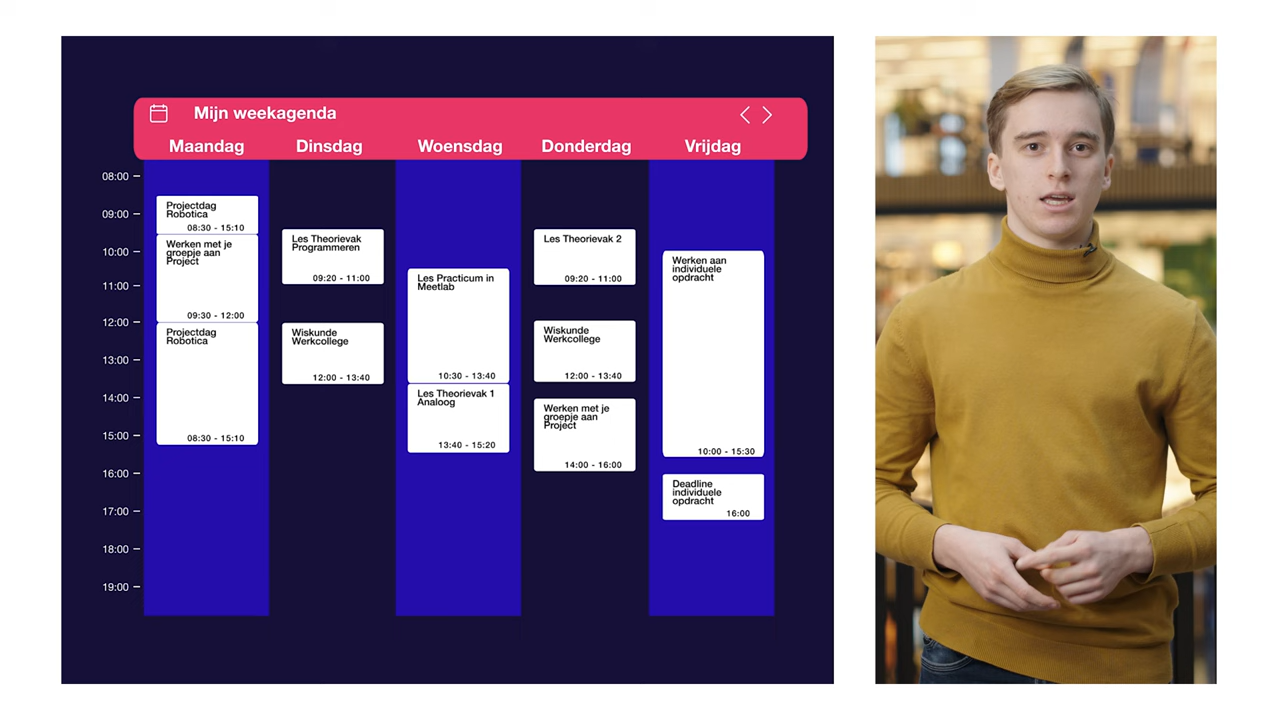 Mijn weekagenda
Maandag
Dinsdag
Woensdag
Donderdag
Vrijdag
08:00
09:00
10:00
11:00
12:00
13:00
14:00
15:00
16:00
17:00
18:00
19:00
Projectdag
Robotica
08:30 - 15:10
Werken met je
groepje aan
Project
09:30 - 12:00
Projectdag
Robotica
08:30 - 15:10
Les Theorievak
Programmeren
09:20 - 11:00
Wiskunde
Werkcollege
12:00 - 13:40
Les Practicum in
Meetlab
10:30 - 13:40
Les Theorievak 1
Analoog
13:40 - 15:20
Les Theorievak 2
09:20 - 11:00
Wiskunde
Werkcollege
12:00 - 13:40
Werken met je
groepje aan
Project
14:00 - 16:00
Werken aan
individuele
opdracht
10:00 - 15:30
Deadline
individuele
opdracht
16:00